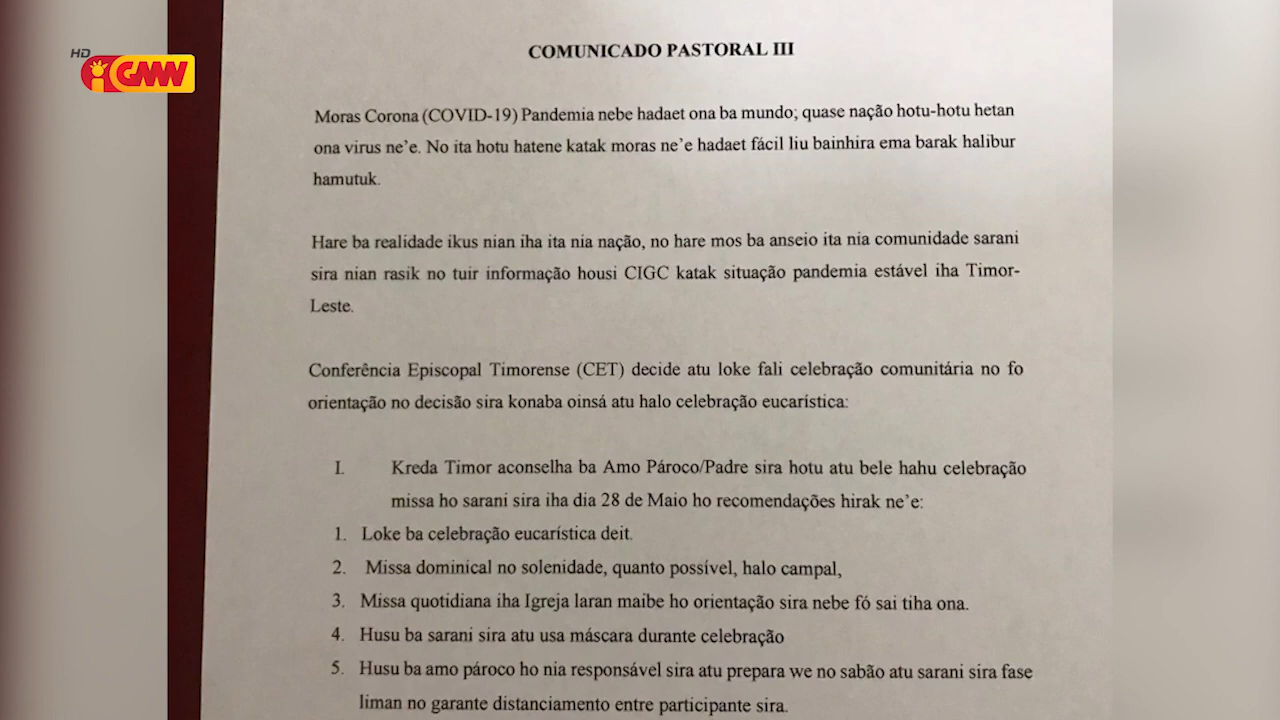 HD
GMN
COMUNICADO PASTORAL III
Moras Corona (COVID-19) Pandemia nebe hadaet ona ba mundo; quase nação hotu-hotu hetan
ona virus ne’e. No ita hotu hatene katak moras ne’e hadaet fácil liu bainhira ema barak halibur
hamutuk.
Hare ba realidade ikus nian iha ita nia nação, no hare mos ba anseio ita nia comunidade sarani
sira nian rasik no tuir informação housi CIGC katak situação pandemia estável iha Timor-
Leste.
Conferência Episcopal Timorense (CET) decide atu loke fali celebração comunitária no fo
orientação no decisão sira konaba oinsá atu halo celebração eucarística:
I. Kreda Timor aconselha ba Amo Pároco/Padre sira hotu atu bele hahu celebração
missa ho sarani sira iha dia 28 de Maio ho recomendações hirak ne’e:
1. Loke ba celebração eucarística deit.
2. Missa dominical no solenidade, quanto possível, halo campal,
3. Missa quotidiana iha Igreja laran maibe ho orientação sira nebe fó sai tiha ona.
4. Husu ba sarani sira atu usa máscara durante celebração
5. Husu ba amo pároco ho nia responsável sira atu prepara we no sabão atu sarani sira fase
liman no garante distanciamento entre participante sira.